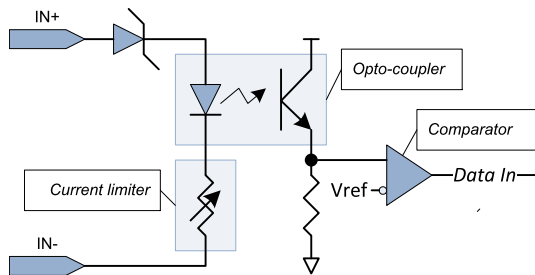 IN+
Opto-coupler
Comparator
Current limiter
Vref
Data In
IN-